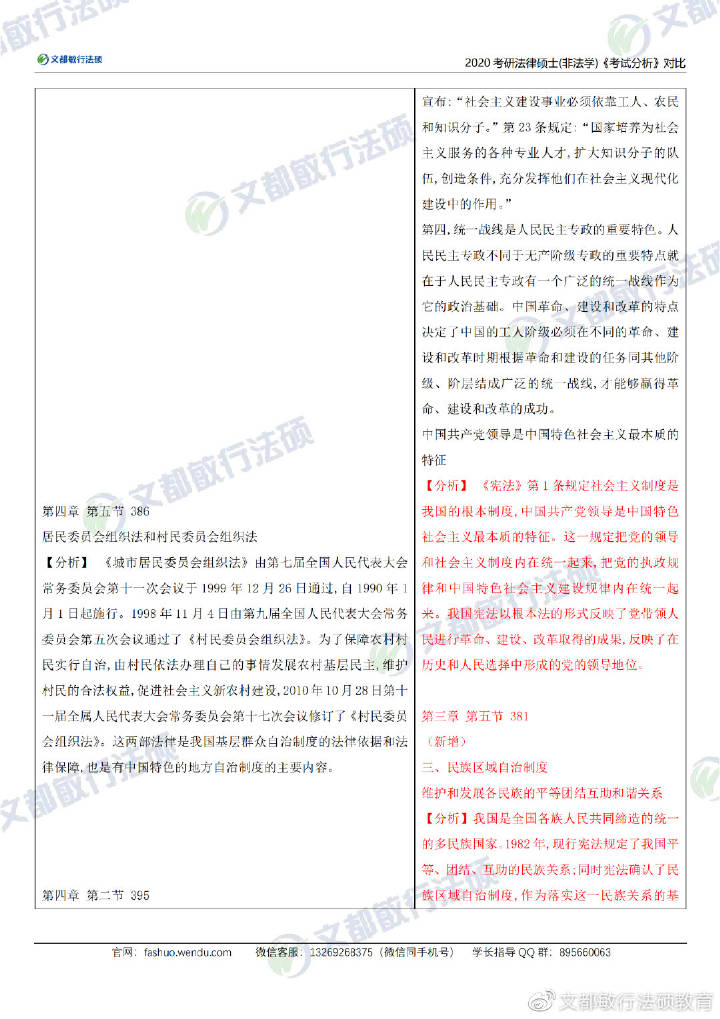 文都敏行法硕
2020 考研法律硕士(非法学)《考试分析》对比
第四章 第五节 386
居民委员会组织法和村民委员会组织法
【分析】 《城市居民委员会组织法》由第七届全国人民代表大会
常务委员会第十一次会议于 1999 年 12 月 26 日通过,自 1990 年 1
月 1 日起施行。1998 年 11 月 4 日由第九届全国人民代表大会常务
委员会第五次会议通过了《村民委员会组织法》。为了保障农村村
民实行自治,由村民依法办理自己的事情发展农村基层民主,维护
村民的合法权益,促进社会主义新农村建设,2010 年 10 月 28 日第十
一届全属人民代表大会常务委员会第十七次会议修订了《村民委员
会组织法》。这两部法律是我国基层群众自治制度的法律依据和法
律保障,也是有中国特色的地方自治制度的主要内容。
第四章 第二节 395
宣布:“社会主义建设事业必须依靠工人、农民
和知识分子。”第 23 条规定:“国家培养为社会
主义服务的各种专业人才,扩大知识分子的队
伍,创造条件,充分发挥他们在社会主义现代化
建设中的作用。”
第四,统一战线是人民民主专政的重要特色。人
民民主专政不同于无产阶级专政的重要特点就
在于人民民主专政有一个广泛的统一战线作为
它的政治基础。中国革命、建设和改革的特点
决定了中国的工人阶级必须在不同的革命、建
设和改革时期根据革命和建设的任务同其他阶
级、阶层结成广泛的统一战线,才能够赢得革
命、建设和改革的成功。
中国共产党领导是中国特色社会主义最本质的
特征
【分析】 《宪法》第 1 条规定社会主义制度是
我国的根本制度,中国共产党领导是中国特色
社会主义最本质的特征。这一规定把党的领导
和社会主义制度内在统一起来,把党的执政规
律和中国特色社会主义建设规律内在统一起
来。我国宪法以根本法的形式反映了党带领人
民进行革命、建设、改革取得的成果,反映了在
历史和人民选择中形成的党的领导地位。
第三章 第五节 381
（新增）
三、民族区域自治制度
维护和发展各民族的平等团结互助和谐关系
【分析】我国是全国各族人民共同缔造的统一
的多民族国家。1982 年,现行宪法规定了我国平
等、团结、互助的民族关系;同时宪法确认了民
族区域自治制度,作为落实这一民族关系的基
官网：fashuo.wendu.com 微信客服：13269268375（微信同手机号） 学长指导 QQ 群：895660063
文都敏行法硕教育